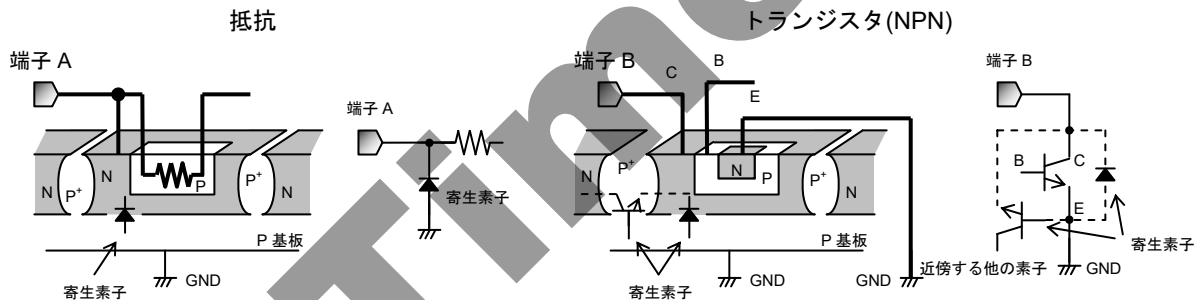 抵抗
トランジスタ(NPN)
端子 A
端子 A
N
P+
N
P
P+
N
寄生素子
P 基板
GND
寄生素子
端子 B
C
B
E
N
P+
N
P
P+
N
P 基板
GND
GND
寄生素子
端子 B
B
C
E
寄生素子
近傍する他の素子
GND
Time